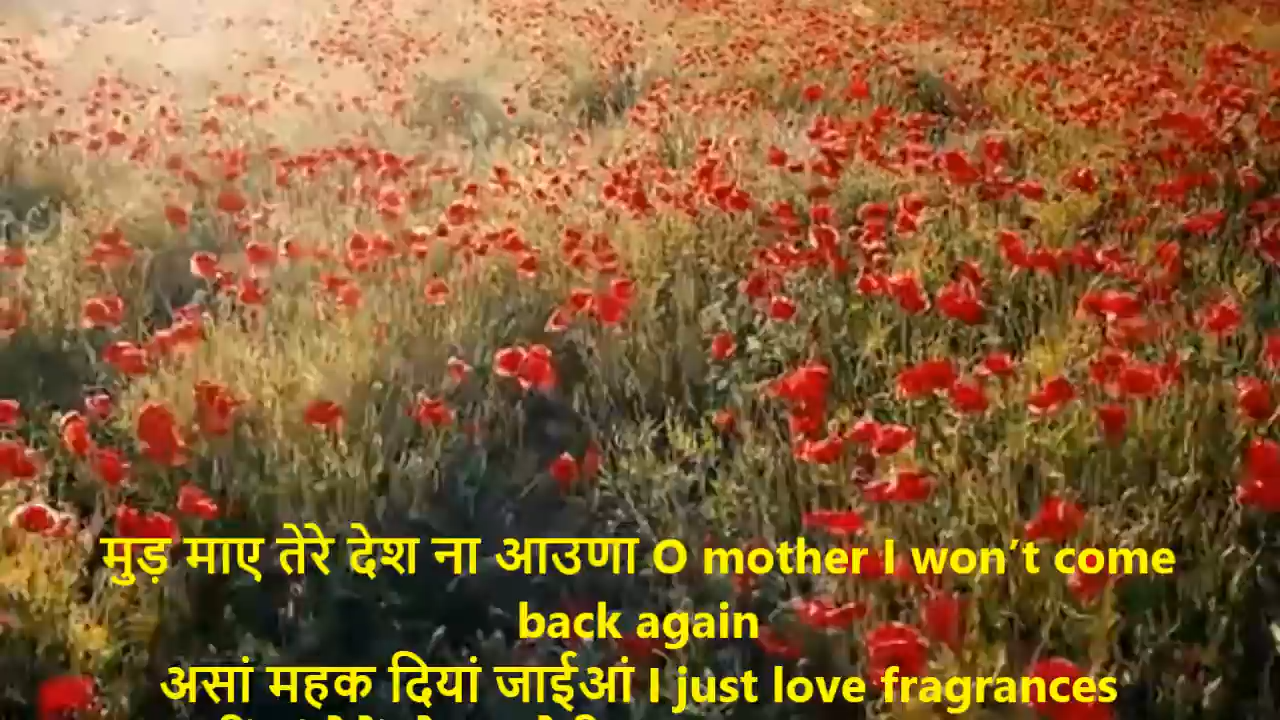 मुड़ माए तेरे देश ना आउणा O mother I won’t come
back again
असां महक दियां जाईआं I just love fragrances